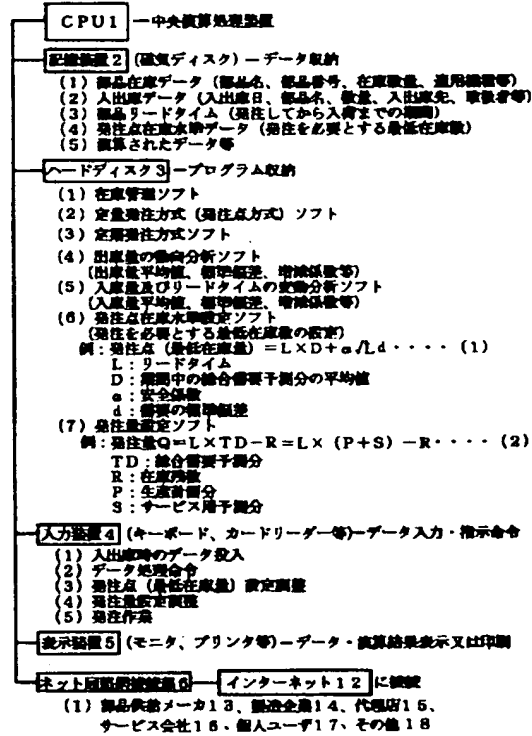 CPU1 ー中央演算処理装置
記憶装置2 (磁気ディスク) ーデータ収納
(1) 部品在庫データ (部品名、部品番号、在庫数量、適用機種等)
(2) 入出庫データ (入出庫日、部品名、数量、入出庫先、取扱者等)
(3) 部品リードタイム (発注してから入荷までの期間)
(4) 発注点在庫水準データ (発注を必要とする最低在庫数)
(5) 演算されたデータ等
ハードディスク3 ープログラム収納
(1) 在庫管理ソフト
(2) 定量発注方式 (発注点方式) ソフト
(3) 定期発注方式ソフト
(4) 出庫量の傾向分析ソフト
(出庫量平均値、標準偏差、増減係数等)
(5) 入庫量及びリードタイムの変動分析ソフト
(入庫量平均値、標準偏差、増減係数等)
(6) 発注点在庫水準設定ソフト
(発注を必要とする最低在庫数の設定)
例:発注点 (最低在庫量) =L×D+α√Ld・・・・ (1)
L:リードタイム
D:期間中の総合需要予測分の平均値
α:安全係数
d:需要の標準偏差
(7) 発注量設定ソフト
例:発注量Q=L×TD−R=L× (P+S) −R・・・・ (2)
TD:総合需要予測分
R:在庫残数
P:生産計画分
S:サービス用予測分
入力装置4 (キーボード、カードリーダー等)ーデータ入力・指示命令
(1) 入出庫時のデータ投入
(2) データ処理命令
(3) 発注点 (最低在庫量) 設定調整
(4) 発注量設定調整
(5) 発注作業
表示装置5 (モニタ、プリンタ等) ーデータ・演算結果表示又は印刷
ネット回路網接続器6 インターネット12 に接続
(1) 部品供給メーカ13、製造企業14、代理店15、
サービス会社16、個人ユーザ17、その他18